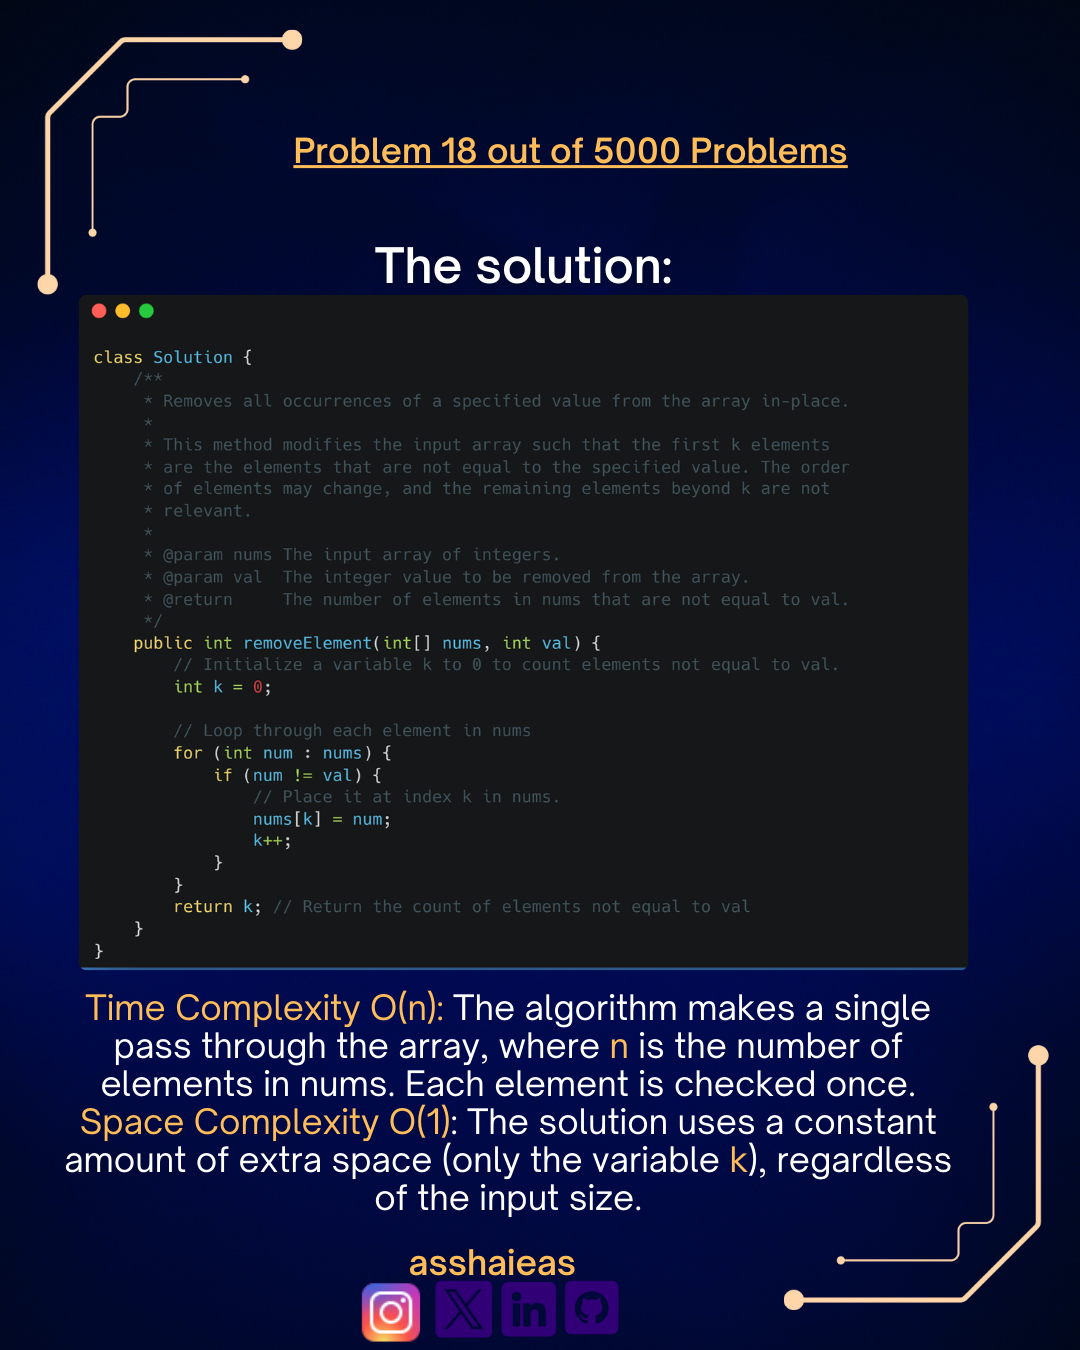 Problem 18 out of 5000 Problems
The solution:
class Solution {
    /**
     * Removes all occurrences of a specified value from the array in-place.
     *
     * This method modifies the input array such that the first k elements
     * are the elements that are not equal to the specified value. The order
     * of elements may change, and the remaining elements beyond k are not
     * relevant.
     *
     * @param nums The input array of integers.
     * @param val  The integer value to be removed from the array.
     * @return     The number of elements in nums that are not equal to val.
     */
    public int removeElement(int[] nums, int val) {
        // Initialize a variable k to 0 to count elements not equal to val.
        int k = 0;

        // Loop through each element in nums
        for (int num : nums) {
            if (num != val) {
                // Place it at index k in nums.
                nums[k] = num;
                k++;
            }
        }
        return k; // Return the count of elements not equal to val
    }
}
Time Complexity O(n): The algorithm makes a single
pass through the array, where n is the number of
elements in nums. Each element is checked once.
Space Complexity O(1): The solution uses a constant
amount of extra space (only the variable k), regardless
of the input size.
asshaieas